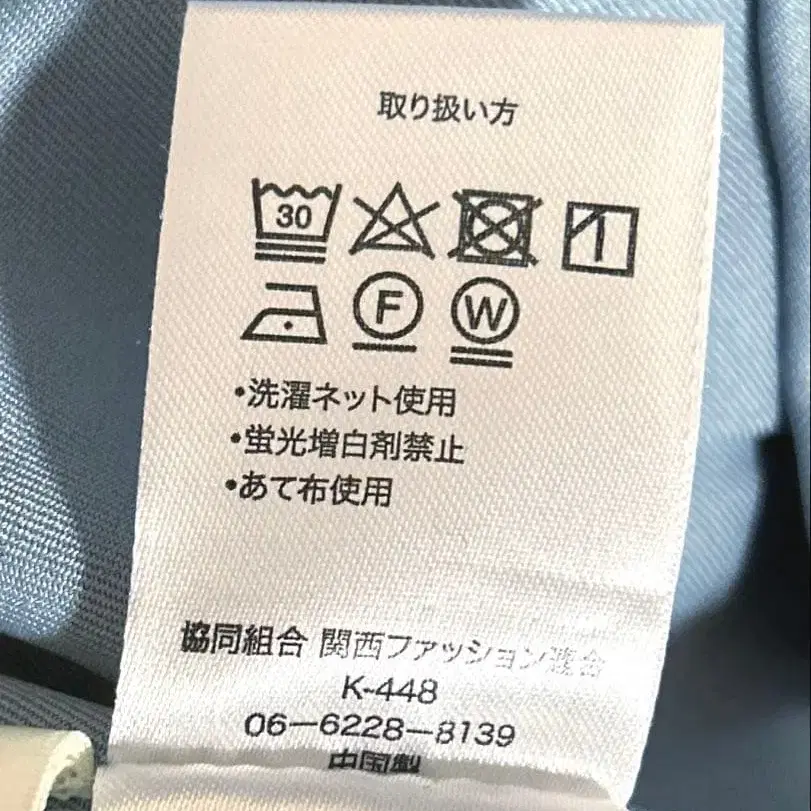 取り扱い方
30
F W
•洗濯ネット使用
•蛍光増白剤禁止
•あて布使用
協同組合 関西ファッション連合
K-448
06-6228-8139
中国製